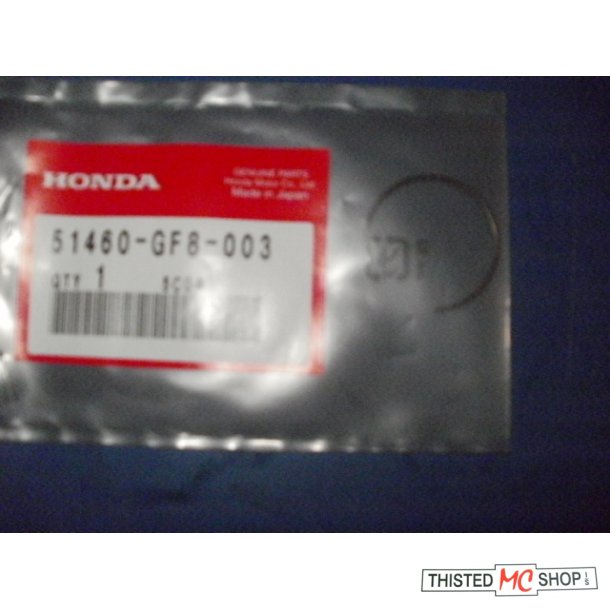 HONDA
GENUINE PARTS
Honda Motor Co., Ltd.
Made in Japan
51460-GF8-003
QTY 1
THISTED MC SHOP I/S